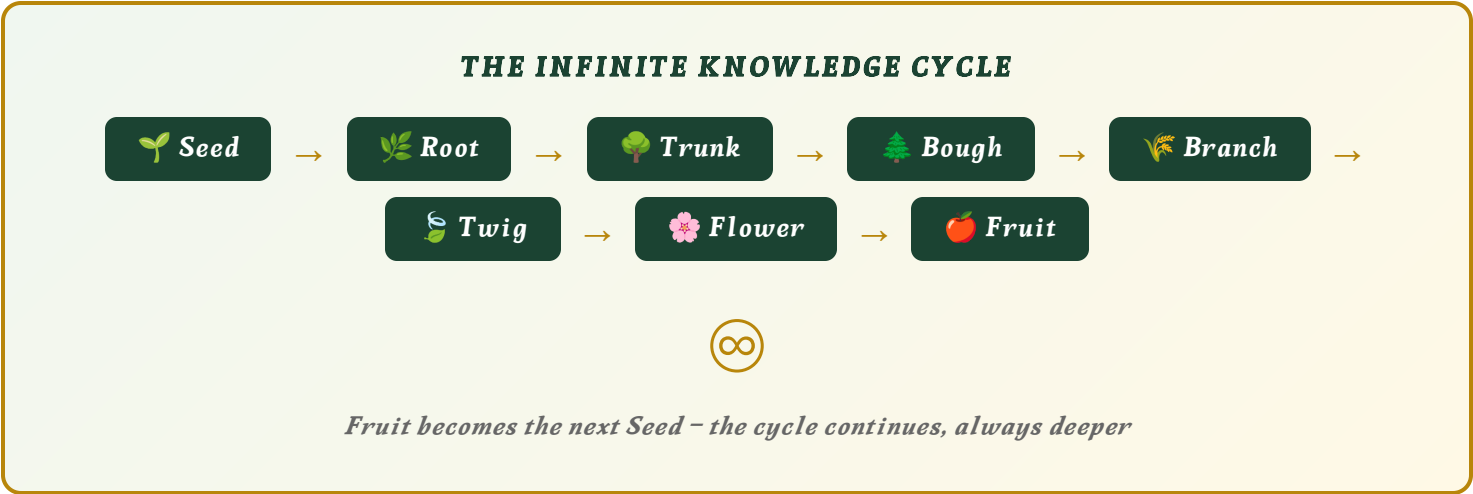 THE INFINITE KNOWLEDGE CYCLE
🌱 Seed → 🌿 Root → 🌳 Trunk → 🌲 Bough → 🌾 Branch →
🍃 Twig → 🌸 Flower → 🍎 Fruit
♾
Fruit becomes the next Seed – the cycle continues, always deeper